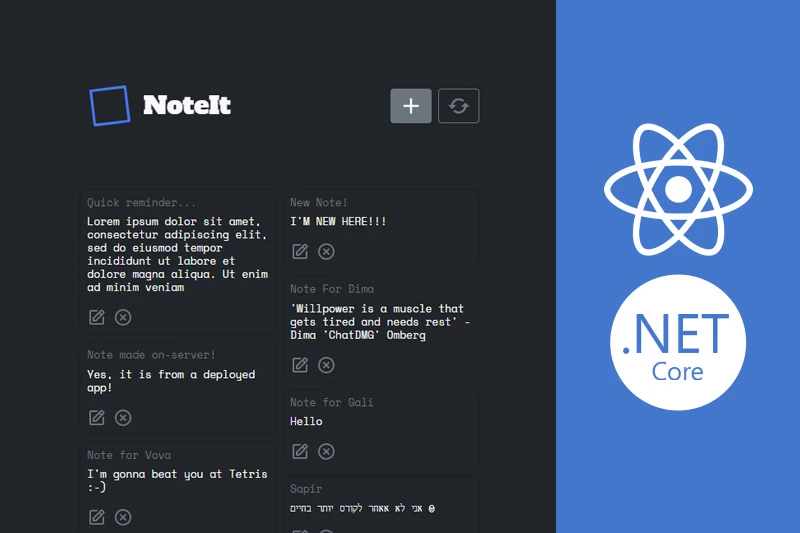 NoteIt
Quick reminder...
Lorem ipsum dolor sit amet,
consectetur adipiscing elit,
sed do eiusmod tempor
incididunt ut labore et
dolore magna aliqua. Ut enim
ad minim veniam
Note made on-server!
Yes, it is from a deployed
app!
Note for Vova
I'm gonna beat you at Tetris
:-)
New Note!
I'M NEW HERE!!!
Note For Dima
'Willpower is a muscle that
gets tired and needs rest' -
Dima 'ChatDMG' Omberg
Note for Gali
Hello
Sapir
אני לא אאחר לקורס יותר בחיים @
.NET
Core